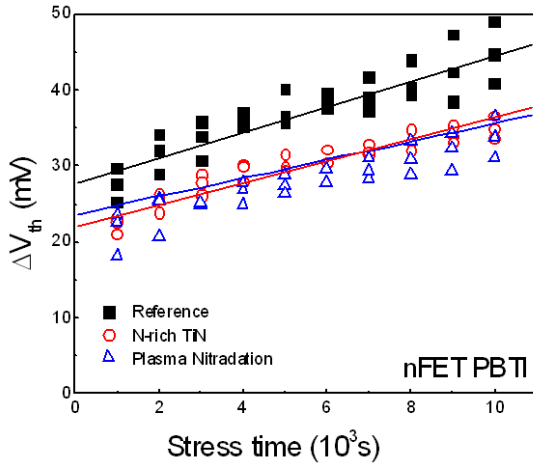 50
40
30
20
10
0
0
2
4
6
8
10
ΔV_th (mV)
Stress time (10³s)
Reference
N-rich TiN
Plasma Nitradation
nFET PBTI